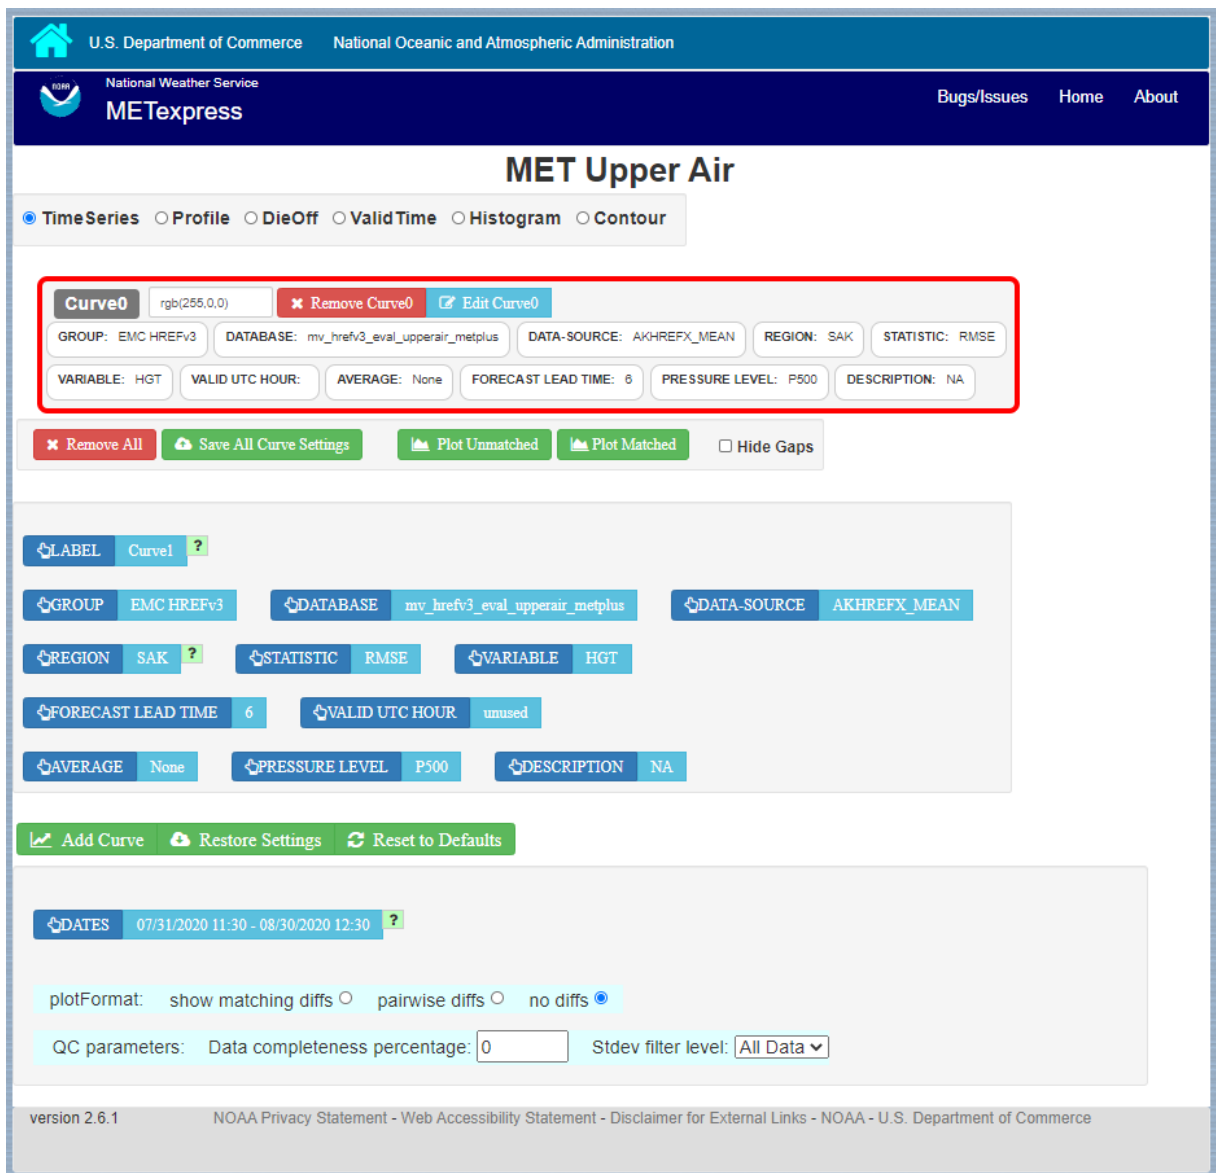 U.S. Department of Commerce National Oceanic and Atmospheric Administration
NOAA
National Weather Service
METexpress
Bugs/Issues Home About
MET Upper Air
TimeSeries Profile DieOff ValidTime Histogram Contour
Curve0 rgb(255,0,0) Remove Curve0 Edit Curve0
GROUP: EMC HREFv3 DATABASE: mv_hrefv3_eval_upperair_metplus DATA-SOURCE: AKHREFX_MEAN REGION: SAK STATISTIC: RMSE
VARIABLE: HGT VALID UTC HOUR: AVERAGE: None FORECAST LEAD TIME: 6 PRESSURE LEVEL: P500 DESCRIPTION: NA
Remove All Save All Curve Settings Plot Unmatched Plot Matched Hide Gaps
LABEL Curve1 ?
GROUP EMC HREFv3 DATABASE mv_hrefv3_eval_upperair_metplus DATA-SOURCE AKHREFX_MEAN
REGION SAK ? STATISTIC RMSE VARIABLE HGT
FORECAST LEAD TIME 6 VALID UTC HOUR unused
AVERAGE None PRESSURE LEVEL P500 DESCRIPTION NA
Add Curve Restore Settings Reset to Defaults
DATES 07/31/2020 11:30 - 08/30/2020 12:30 ?
plotFormat: show matching diffs pairwise diffs no diffs
QC parameters: Data completeness percentage: 0 Stdev filter level: All Data
version 2.6.1 NOAA Privacy Statement - Web Accessibility Statement - Disclaimer for External Links - NOAA - U.S. Department of Commerce